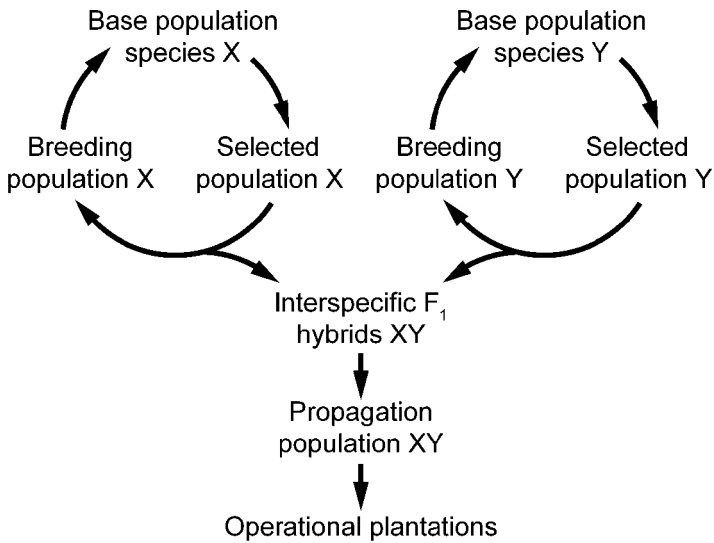 Base population
species X
Base population
species Y
Breeding
population X
Selected
population X
Breeding
population Y
Selected
population Y
Interspecific F₁
hybrids XY
Propagation
population XY
Operational plantations